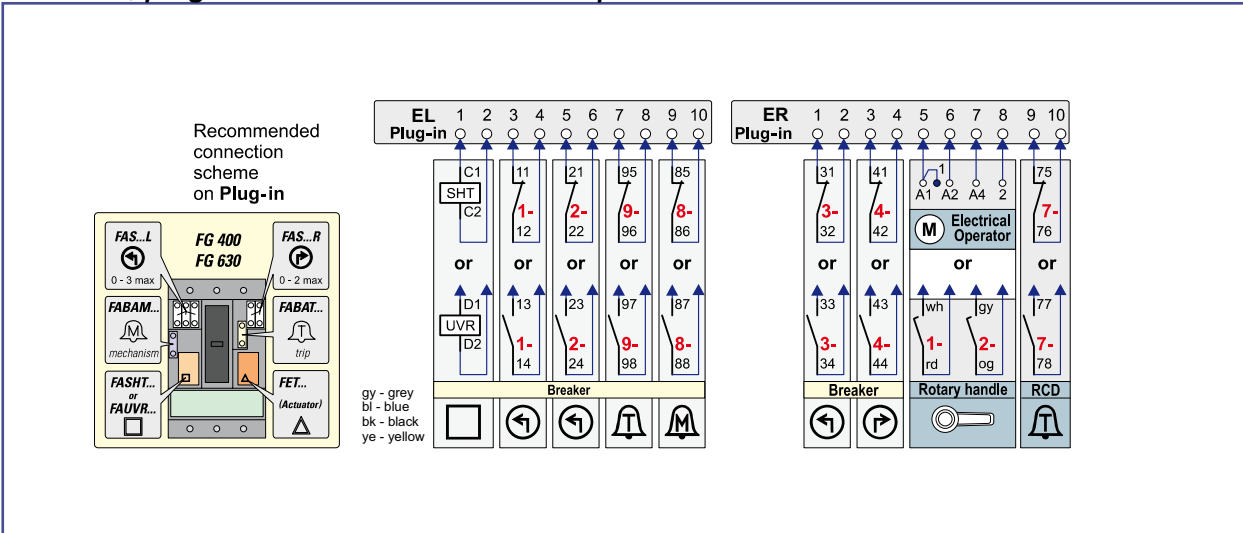 Recommended
connection
scheme
on Plug-in
FAS...L
0 - 3 max
FG 400
FG 630
FAS...R
0 - 2 max
FABAM...
M
mechanism
FABAT...
T
trip
FASHT...
or
FAUVR...
FET...
(Actuator)
EL 1 2 3 4 5 6 7 8 9 10
Plug-in
C1 11 21 95 85
SHT 1- 2- 9- 8-
C2 12 22 96 86
or or or or or
D1 13 23 97 87
UVR 1- 2- 9- 8-
D2 14 24 98 88
Breaker
T M
gy - grey
bl - blue
bk - black
ye - yellow
ER 1 2 3 4 5 6 7 8 9 10
Plug-in
31 41 1 75
A1 A2 A4 2
3- 4- M Electrical Operator 7-
32 42 76
or or or or
33 43 wh gy 77
3- 4- 1- 2- 7-
34 44 rd og 78
Breaker Rotary handle RCD
T